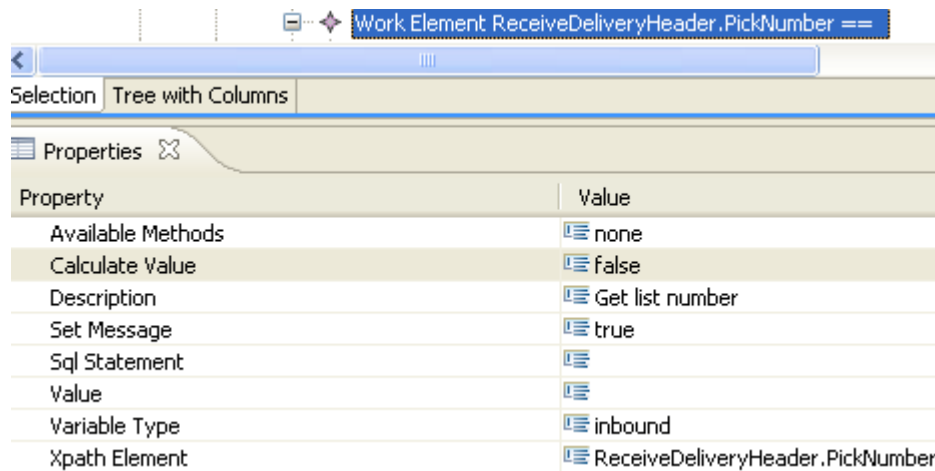 Work Element ReceiveDeliveryHeader.PickNumber ==
Selection Tree with Columns
Properties
Property Value
Available Methods none
Calculate Value false
Description Get list number
Set Message true
Sql Statement
Value
Variable Type inbound
Xpath Element ReceiveDeliveryHeader.PickNumber